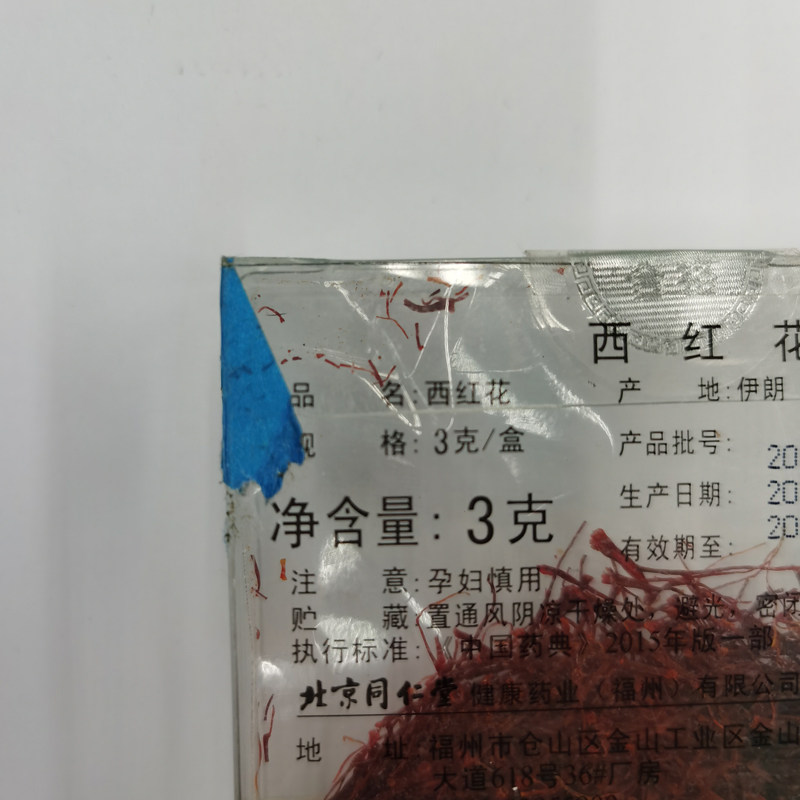 西 红 花
品 名:西红花
产 地:伊朗
规 格:3克/盒
产品批号: 20
净含量:3克
生产日期: 20
有效期至: 20
注 意:孕妇慎用
贮 藏:置通风阴凉干燥处,避光,密闭
执行标准:《中国药典》2015年版一部
北京同仁堂 健康药业(福州)有限公司
地 址:福州市仓山区金山工业区金山
大道618号36#厂房